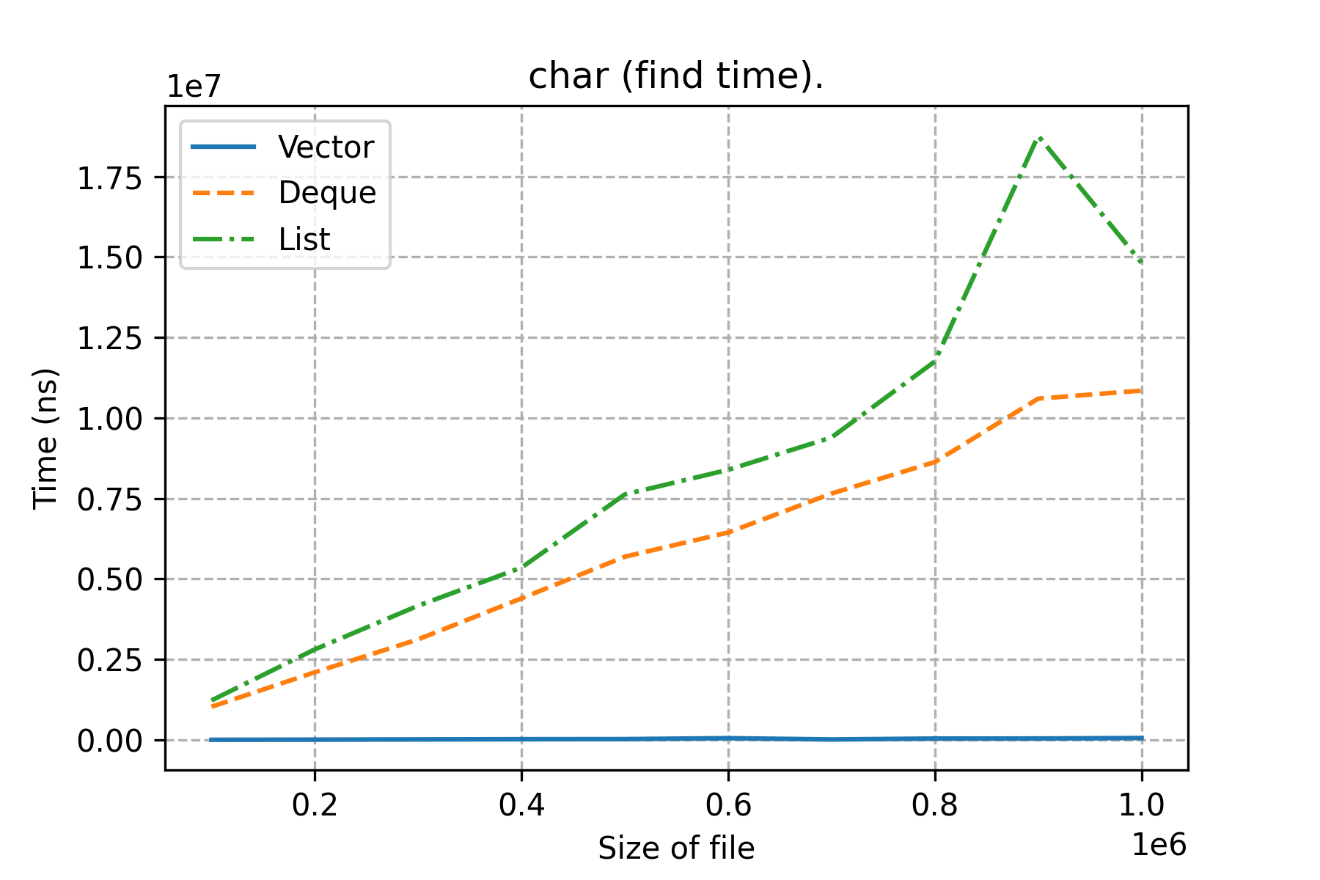 char (find time).
1e7
Vector
Deque
List
1.75
1.50
1.25
1.00
0.75
0.50
0.25
0.00
Time (ns)
0.2 0.4 0.6 0.8 1.0
Size of file
1e6